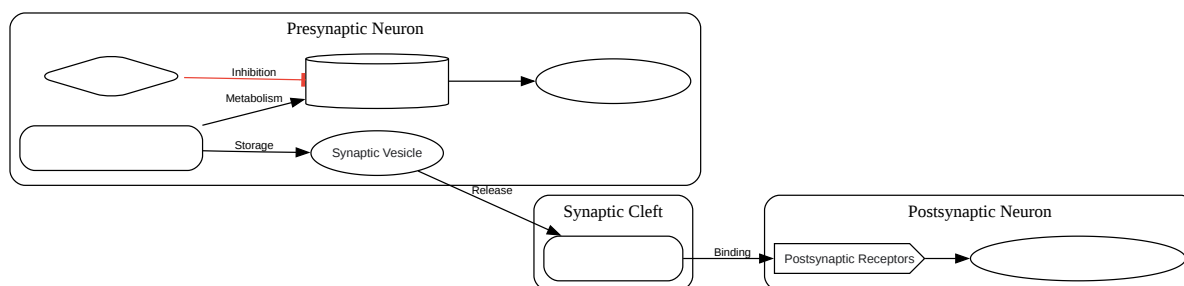 Presynaptic Neuron
Inhibition
Metabolism
Storage
Synaptic Vesicle
Release
Synaptic Cleft
Postsynaptic Neuron
Binding
Postsynaptic Receptors